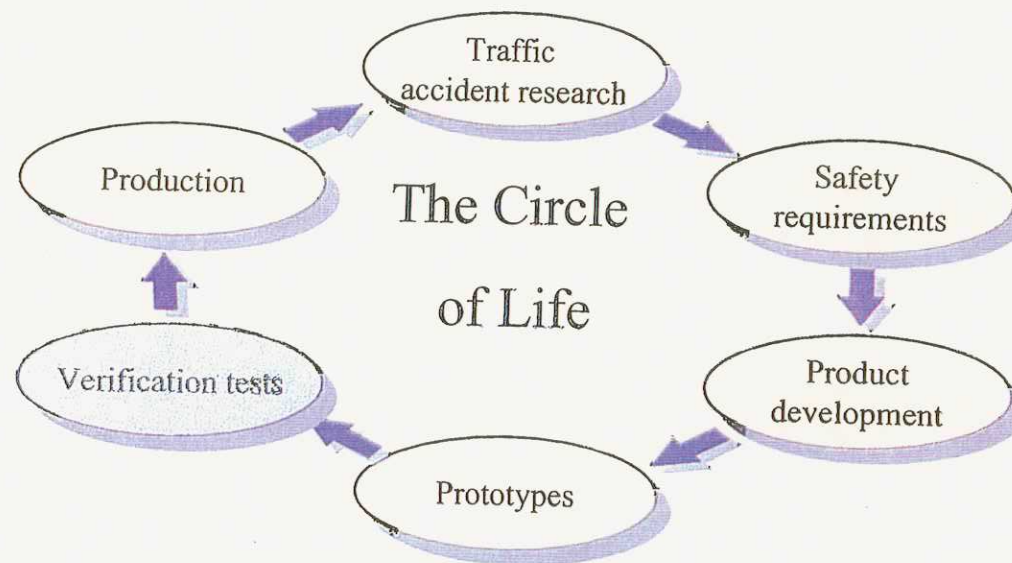 Traffic
accident research
Safety
requirements
Product
development
Prototypes
Verification tests
Production
The Circle
of Life